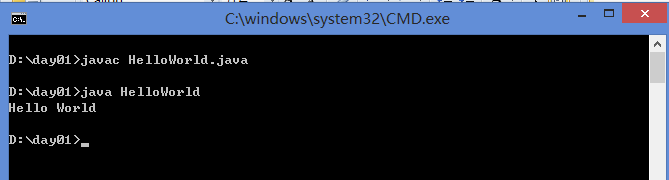 C:\windows\system32\CMD.exe
D:\day01>javac HelloWorld.java
D:\day01>java HelloWorld
Hello World
D:\day01>